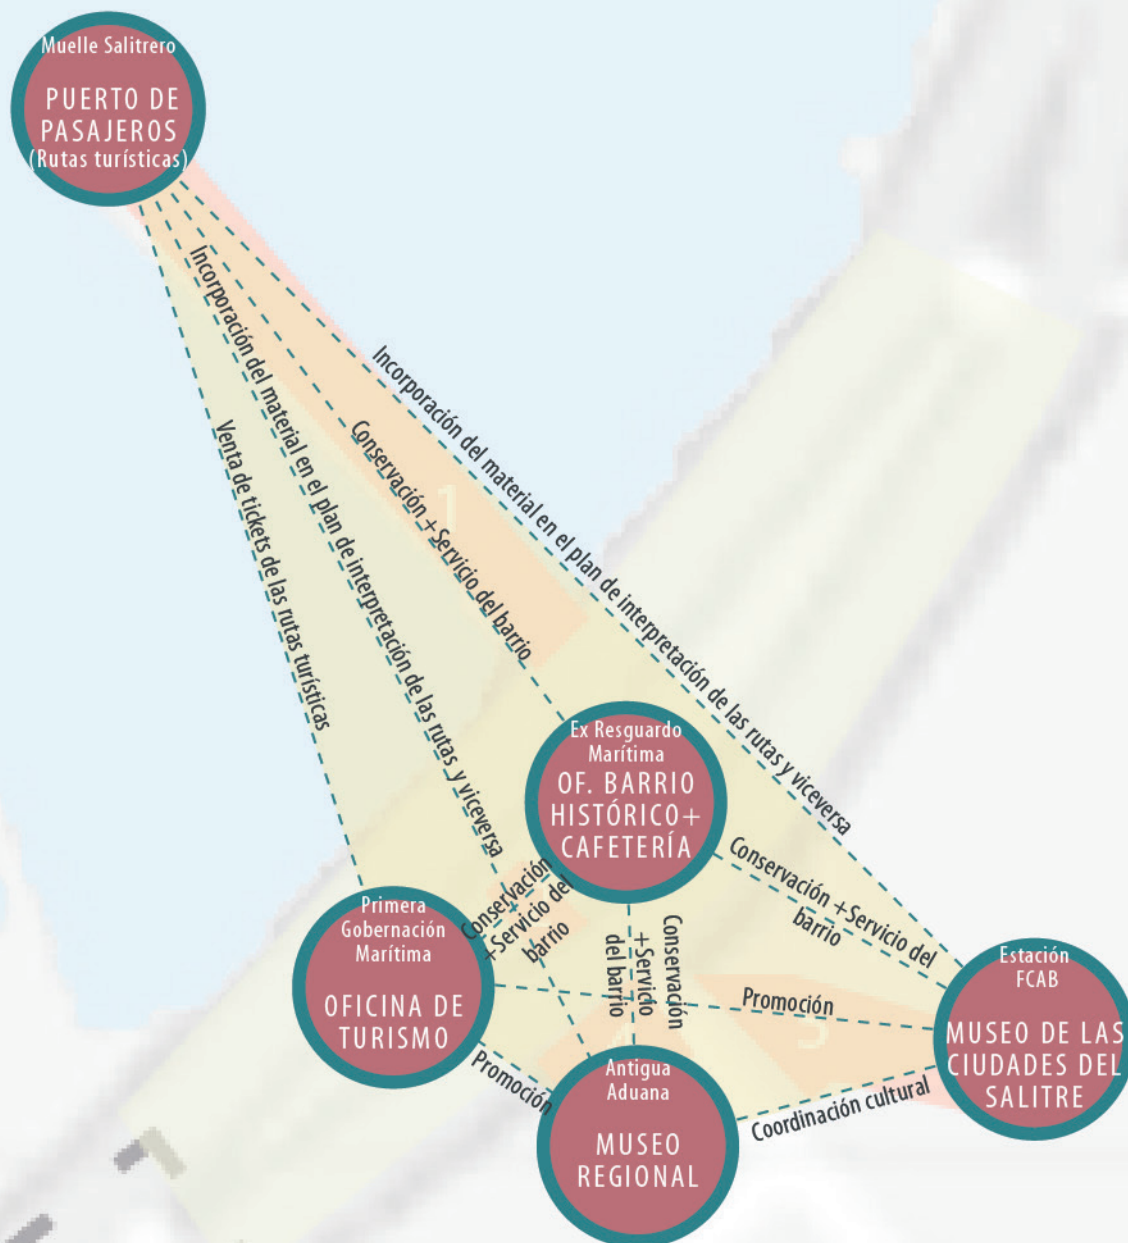 Muelle Salitrero
PUERTO DE
PASAJEROS
(Rutas turísticas)
Incorporación del material en el plan de interpretación de las rutas y viceversa
Incorporación del material en el plan de interpretación de las rutas y viceversa
Conservación +Servicio del barrio
Venta de tickets de las rutas turísticas
1
Ex Resguardo
Marítima
OF. BARRIO
HISTÓRICO+
CAFETERÍA
Conservación +Servicio del
barrio
Conservación
+Servicio del
barrio
Conservación
+Servicio
del barrio
Primera
Gobernación
Marítima
OFICINA DE
TURISMO
Promoción
5
Estación
FCAB
MUSEO DE LAS
CIUDADES DEL
SALITRE
Promoción
Antigua
Aduana
MUSEO
REGIONAL
Coordinación cultural